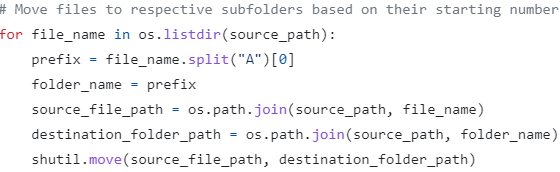 # Move files to respective subfolders based on their starting number
for file_name in os.listdir(source_path):
    prefix = file_name.split("A")[0]
    folder_name = prefix
    source_file_path = os.path.join(source_path, file_name)
    destination_folder_path = os.path.join(source_path, folder_name)
    shutil.move(source_file_path, destination_folder_path)